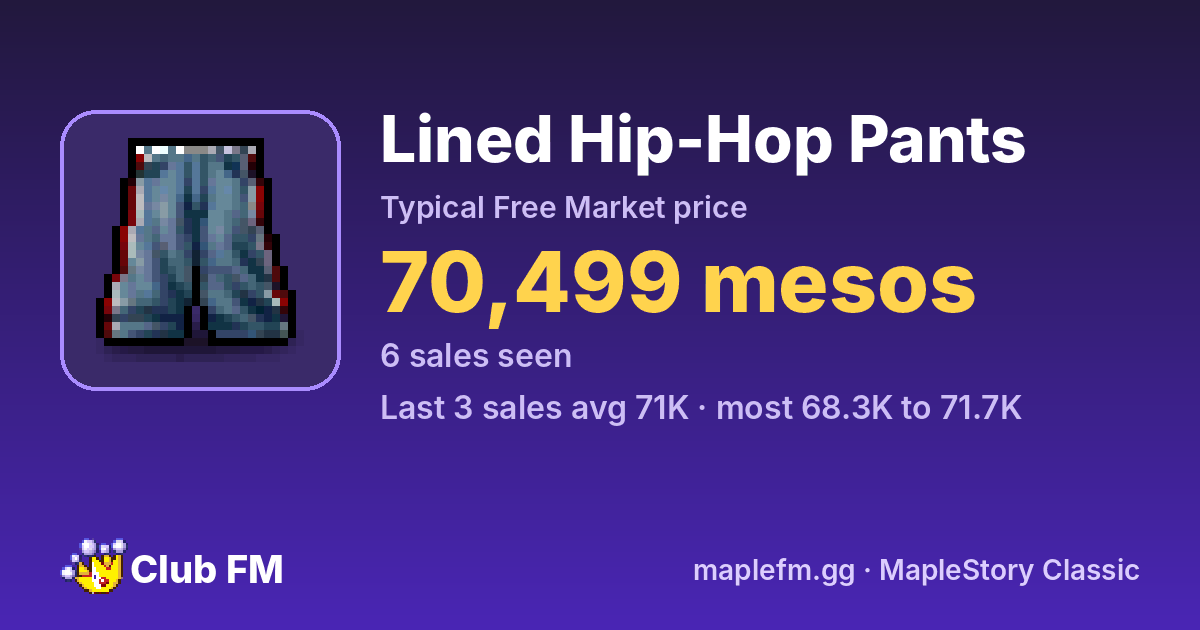 Lined Hip-Hop Pants
Typical Free Market price
70,499 mesos
6 sales seen
Last 3 sales avg 71K · most 68.3K to 71.7K
Club FM
maplefm.gg · MapleStory Classic